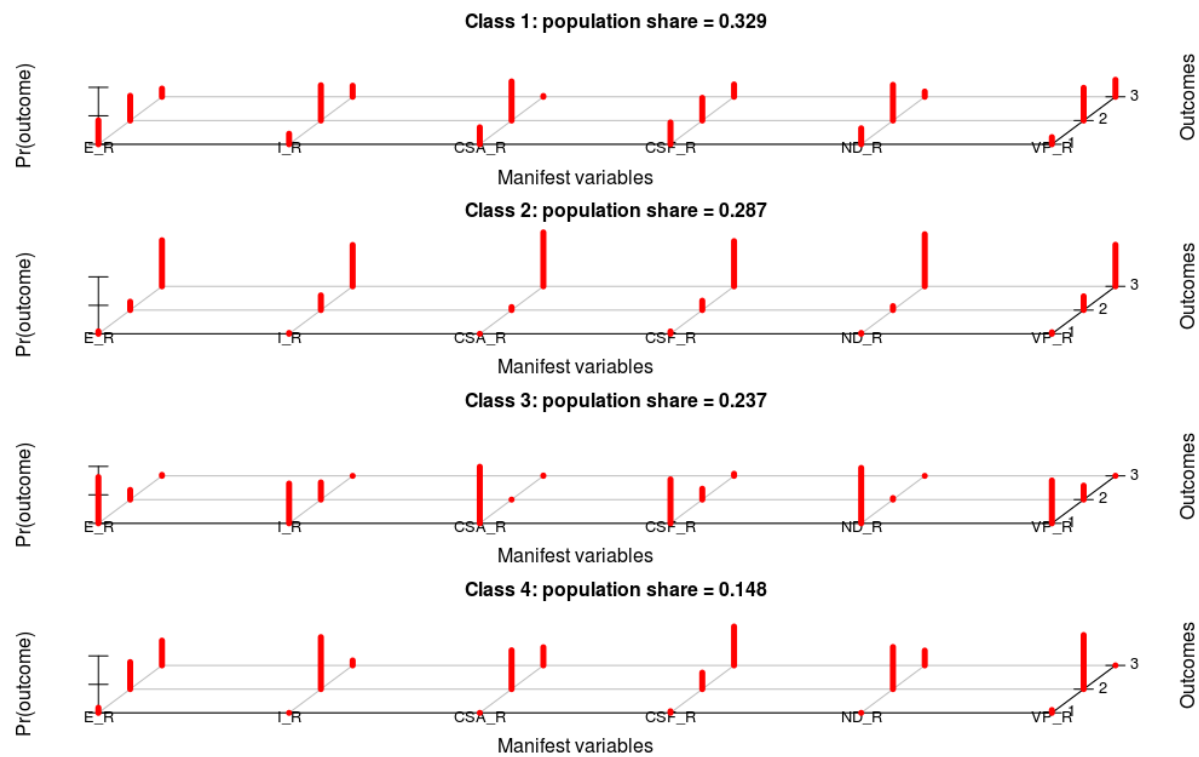 Class 1: population share = 0.329
Pr(outcome)
Outcomes
3
2
1
E_R I_R CSA_R CSF_R ND_R VP_R
Manifest variables
Class 2: population share = 0.287
Pr(outcome)
Outcomes
3
2
1
E_R I_R CSA_R CSF_R ND_R VP_R
Manifest variables
Class 3: population share = 0.237
Pr(outcome)
Outcomes
3
2
1
E_R I_R CSA_R CSF_R ND_R VP_R
Manifest variables
Class 4: population share = 0.148
Pr(outcome)
Outcomes
3
2
1
E_R I_R CSA_R CSF_R ND_R VP_R
Manifest variables